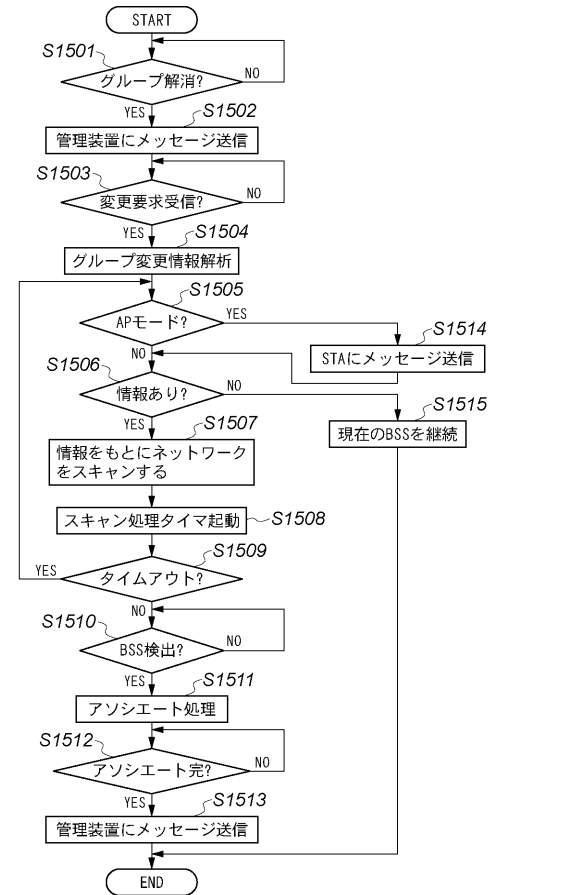 START
S1501
グループ解消?
NO
YES
S1502
管理装置にメッセージ送信
S1503
変更要求受信?
NO
YES
S1504
グループ変更情報解析
S1505
APモード?
YES
NO
S1514
STAにメッセージ送信
S1506
情報あり?
NO
YES
S1515
現在のBSSを継続
S1507
情報をもとにネットワーク
をスキャンする
スキャン処理タイマ起動
S1508
S1509
タイムアウト?
YES
NO
S1510
BSS検出?
NO
YES
S1511
アソシエート処理
S1512
アソシエート完?
NO
YES
S1513
管理装置にメッセージ送信
END